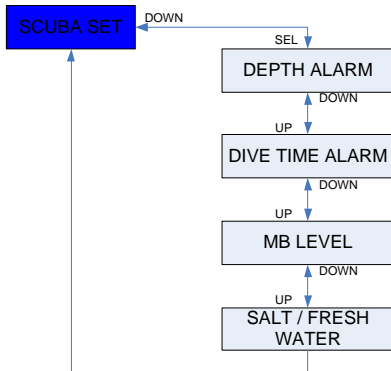 SCUBA SET
DOWN
SEL
DEPTH ALARM
DOWN
UP
DIVE TIME ALARM
DOWN
UP
MB LEVEL
DOWN
UP
SALT / FRESH
WATER